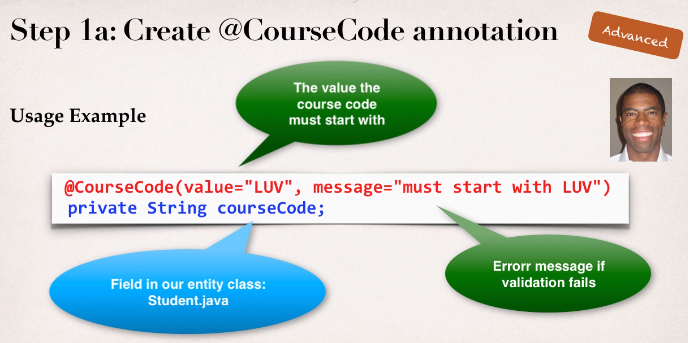 Step 1a: Create @CourseCode annotation
Advanced
Usage Example
The value the
course code
must start with
@CourseCode(value="LUV", message="must start with LUV")
private String courseCode;
Field in our entity class:
Student.java
Errorr message if
validation fails